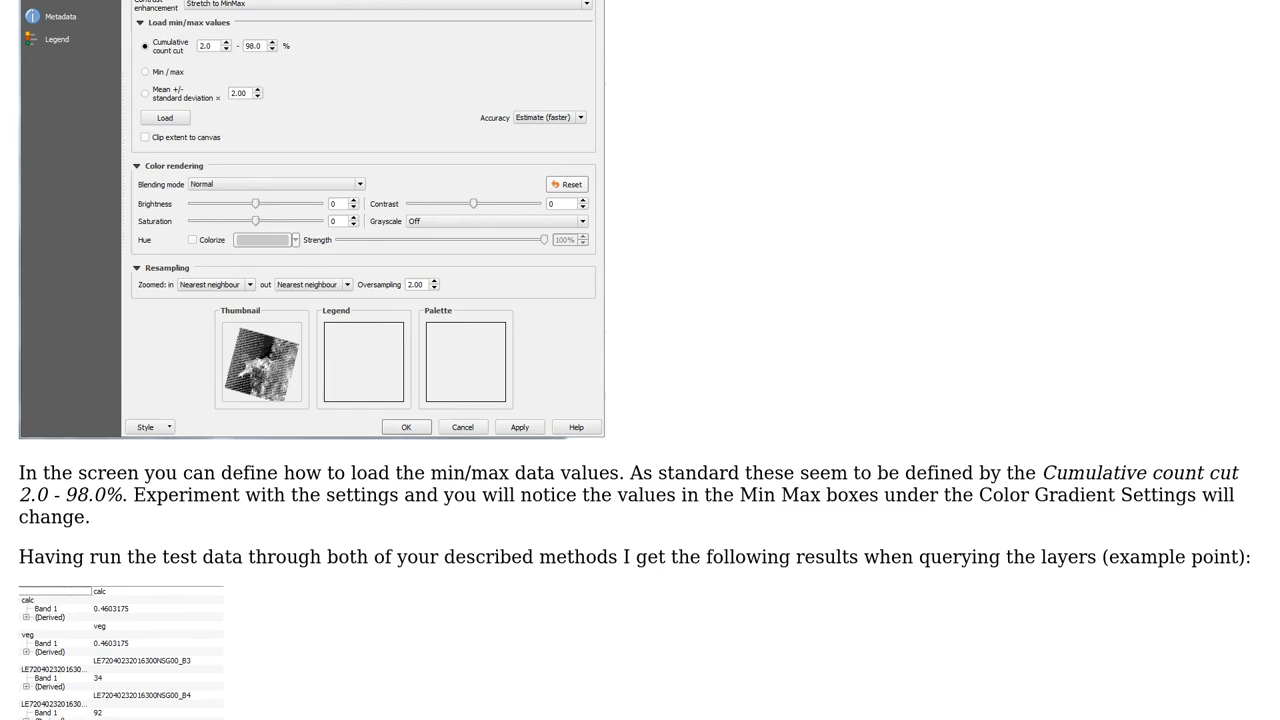 Contrast enhancement Stretch to MinMax
Metadata
Legend
Load min/max values
Cumulative count cut 2.0 - 98.0 %
Min / max
Mean +/- standard deviation × 2.00
Load Accuracy Estimate (faster)
Clip extent to canvas
Color rendering
Blending mode Normal Reset
Brightness 0 Contrast 0
Saturation 0 Grayscale Off
Hue Colorize Strength 100%
Resampling
Zoomed: in Nearest neighbour out Nearest neighbour Oversampling 2.00
Thumbnail Legend Palette
Style OK Cancel Apply Help
In the screen you can define how to load the min/max data values. As standard these seem to be defined by the Cumulative count cut
2.0 - 98.0%. Experiment with the settings and you will notice the values in the Min Max boxes under the Color Gradient Settings will
change.
Having run the test data through both of your described methods I get the following results when querying the layers (example point):
calc
calc
Band 1 0.4603175
(Derived)
veg
veg
Band 1 0.4603175
(Derived)
LE72040232016300NSG00_B3
LE7204023201630...
Band 1 34
(Derived)
LE72040232016300NSG00_B4
LE7204023201630...
Band 1 92
(Derived)